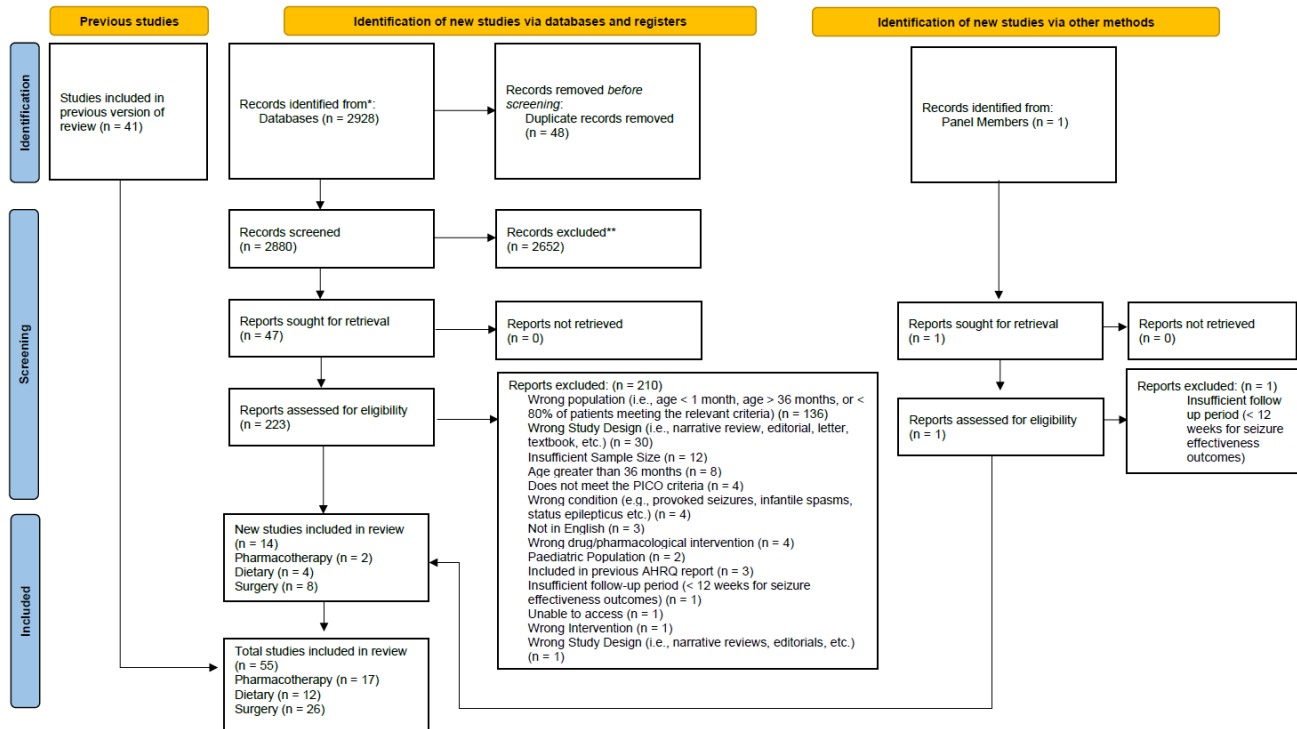 Previous studies
Identification of new studies via databases and registers
Identification of new studies via other methods
Identification
Studies included in
previous version of
review (n = 41)
Records identified from*:
Databases (n = 2928)
Records removed before
screening:
Duplicate records removed
(n = 48)
Records identified from:
Panel Members (n = 1)
Screening
Records screened
(n = 2880)
Records excluded**
(n = 2652)
Reports sought for retrieval
(n = 47)
Reports not retrieved
(n = 0)
Reports sought for retrieval
(n = 1)
Reports not retrieved
(n = 0)
Reports assessed for eligibility
(n = 223)
Reports excluded: (n = 210)
Wrong population (i.e., age < 1 month, age > 36 months, or <
80% of patients meeting the relevant criteria) (n = 136)
Wrong Study Design (i.e., narrative review, editorial, letter,
textbook, etc.) (n = 30)
Insufficient Sample Size (n = 12)
Age greater than 36 months (n = 8)
Does not meet the PICO criteria (n = 4)
Wrong condition (e.g., provoked seizures, infantile spasms,
status epilepticus etc.) (n = 4)
Not in English (n = 3)
Wrong drug/pharmacological intervention (n = 4)
Paediatric Population (n = 2)
Included in previous AHRQ report (n = 3)
Insufficient follow-up period (< 12 weeks for seizure
effectiveness outcomes) (n = 1)
Unable to access (n = 1)
Wrong Intervention (n = 1)
Wrong Study Design (i.e., narrative reviews, editorials, etc.)
(n = 1)
Reports assessed for eligibility
(n = 1)
Reports excluded: (n = 1)
Insufficient follow
up period (< 12
weeks for seizure
effectiveness
outcomes)
Included
New studies included in review
(n = 14)
Pharmacotherapy (n = 2)
Dietary (n = 4)
Surgery (n = 8)
Total studies included in review
(n = 55)
Pharmacotherapy (n = 17)
Dietary (n = 12)
Surgery (n = 26)